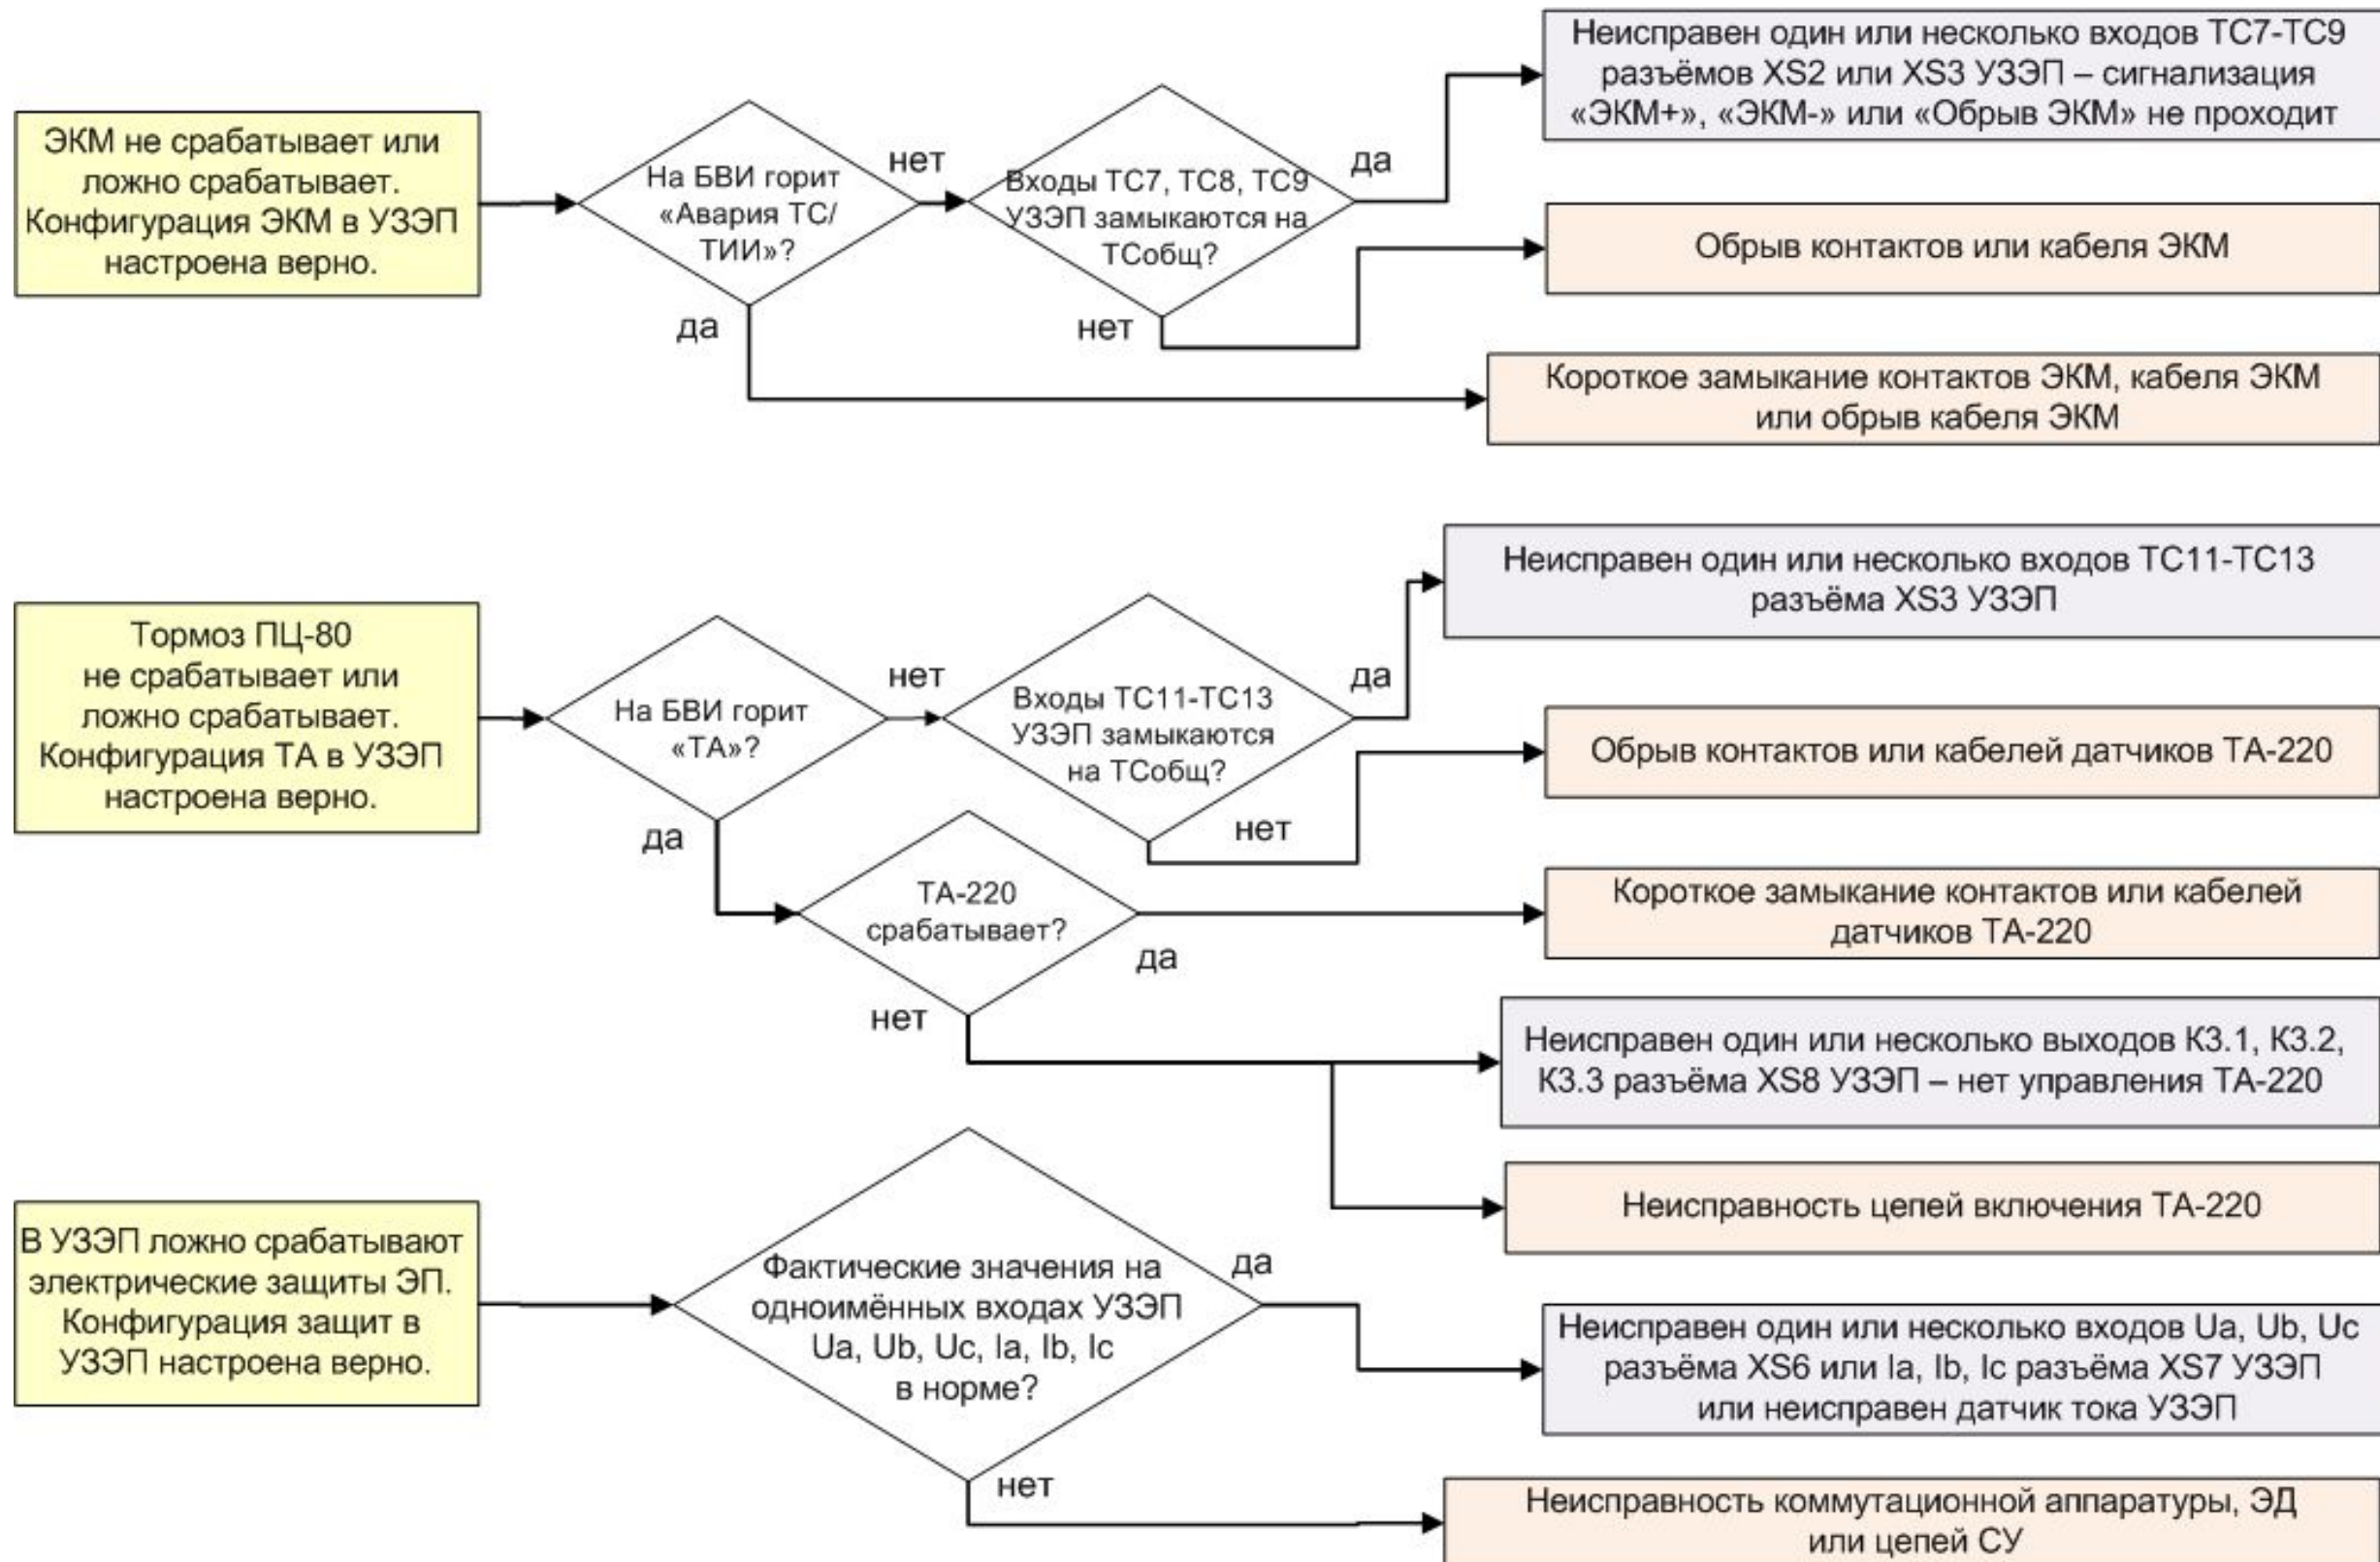 ЭКМ не срабатывает или
ложно срабатывает.
Конфигурация ЭКМ в УЗЭП
настроена верно.
На БВИ горит
«Авария ТС/
ТИИ»?
нет
да
Входы ТС7, ТС8, ТС9
УЗЭП замыкаются на
ТСобщ?
да
нет
Неисправен один или несколько входов ТС7-ТС9
разъёмов XS2 или XS3 УЗЭП – сигнализация
«ЭКМ+», «ЭКМ-» или «Обрыв ЭКМ» не проходит
Обрыв контактов или кабеля ЭКМ
Короткое замыкание контактов ЭКМ, кабеля ЭКМ
или обрыв кабеля ЭКМ
Тормоз ПЦ-80
не срабатывает или
ложно срабатывает.
Конфигурация ТА в УЗЭП
настроена верно.
На БВИ горит
«ТА»?
нет
да
Входы ТС11-ТС13
УЗЭП замыкаются
на ТСобщ?
да
нет
Неисправен один или несколько входов ТС11-ТС13
разъёма XS3 УЗЭП
Обрыв контактов или кабелей датчиков ТА-220
ТА-220
срабатывает?
да
нет
Короткое замыкание контактов или кабелей
датчиков ТА-220
Неисправен один или несколько выходов К3.1, К3.2,
К3.3 разъёма XS8 УЗЭП – нет управления ТА-220
Неисправность цепей включения ТА-220
В УЗЭП ложно срабатывают
электрические защиты ЭП.
Конфигурация защит в
УЗЭП настроена верно.
Фактические значения на
одноимённых входах УЗЭП
Ua, Ub, Uc, Ia, Ib, Ic
в норме?
да
нет
Неисправен один или несколько входов Ua, Ub, Uc
разъёма XS6 или Ia, Ib, Ic разъёма XS7 УЗЭП
или неисправен датчик тока УЗЭП
Неисправность коммутационной аппаратуры, ЭД
или цепей СУ